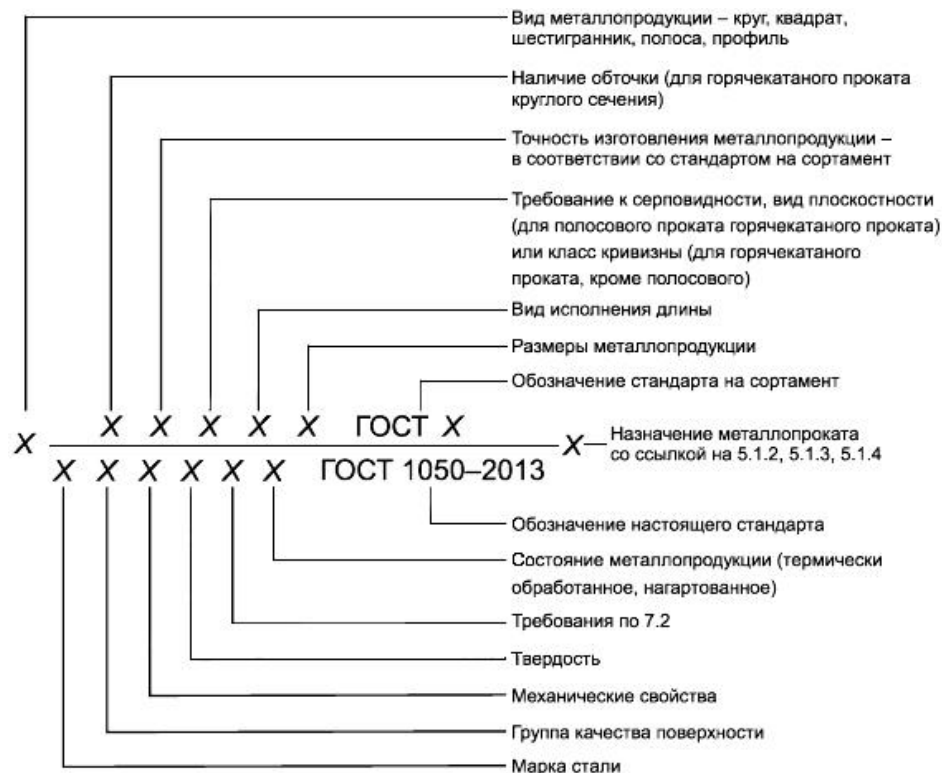 Вид металлопродукции – круг, квадрат,
шестигранник, полоса, профиль
Наличие обточки (для горячекатаного проката
круглого сечения)
Точность изготовления металлопродукции –
в соответствии со стандартом на сортамент
Требование к серповидности, вид плоскостности
(для полосового проката горячекатаного проката)
или класс кривизны (для горячекатаного
проката, кроме полосового)
Вид исполнения длины
Размеры металлопродукции
Обозначение стандарта на сортамент
X X X X X ГОСТ X
X
X Назначение металлопроката
со ссылкой на 5.1.2, 5.1.3, 5.1.4
X X X X X X ГОСТ 1050–2013
Обозначение настоящего стандарта
Состояние металлопродукции (термически
обработанное, нагартованное)
Требования по 7.2
Твердость
Механические свойства
Группа качества поверхности
Марка стали